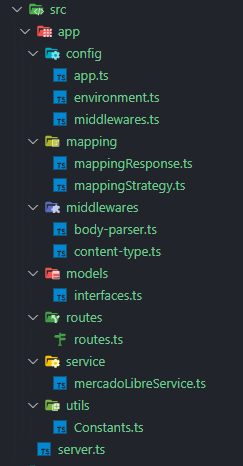 src
app
config
app.ts
environment.ts
middlewares.ts
mapping
mappingResponse.ts
mappingStrategy.ts
middlewares
body-parser.ts
content-type.ts
models
interfaces.ts
routes
routes.ts
service
mercadoLibreService.ts
utils
Constants.ts
server.ts